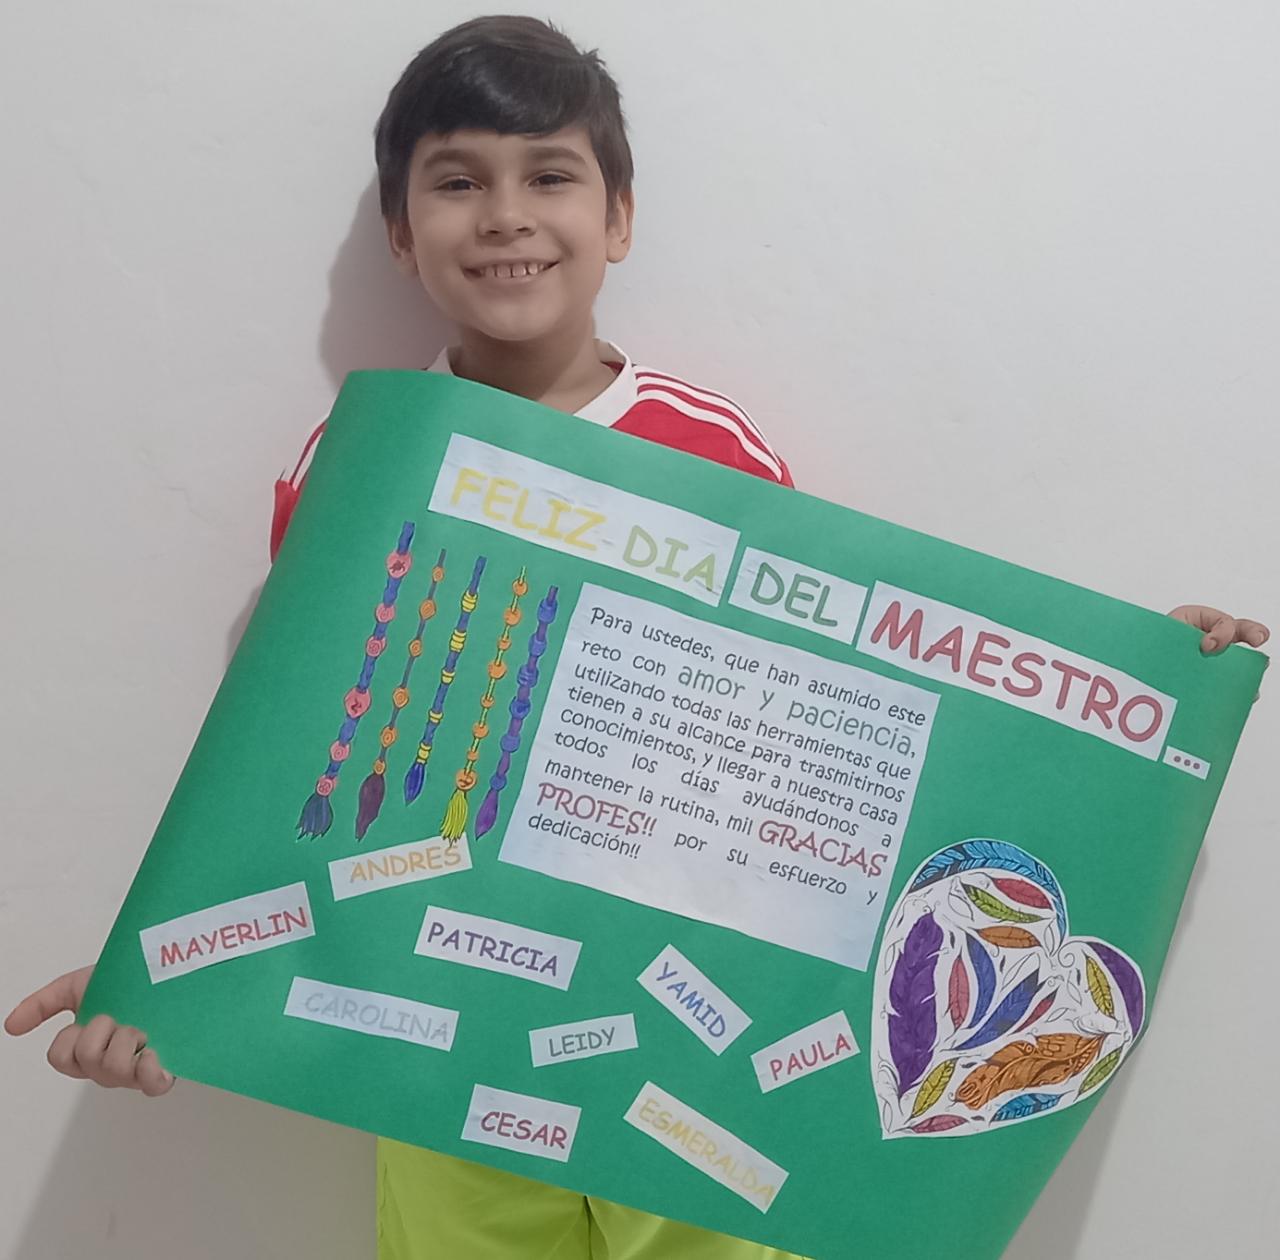 FELIZ DIA DEL MAESTRO...
Para ustedes, que han asumido este
reto con amor y paciencia,
utilizando todas las herramientas que
tienen a su alcance para trasmitirnos
conocimientos, y llegar a nuestra casa
todos los días ayudándonos a
mantener la rutina, mil GRACIAS
PROFES!! por su esfuerzo y
dedicación!!
ANDRES
MAYERLIN
PATRICIA
YAMID
CAROLINA
LEIDY
PAULA
CESAR
ESMERALDA